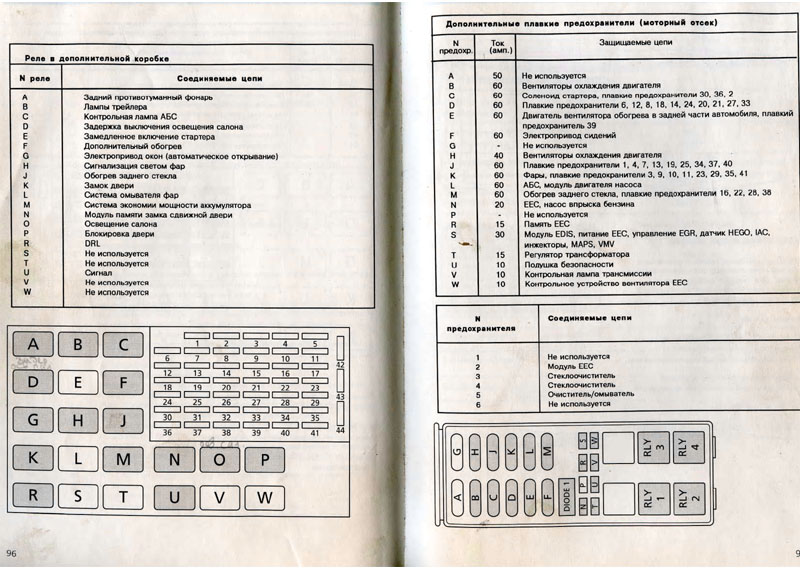 Реле в дополнительной коробке
N реле Соединяемые цепи
A Задний противотуманный фонарь
B Лампы трейлера
C Контрольная лампа АБС
D Задержка выключения освещения салона
E Замедленное включение стартера
F Дополнительный обогрев
G Электропривод окон (автоматическое открывание)
H Сигнализация светом фар
J Обогрев заднего стекла
K Замок двери
L Система омывателя фар
M Система экономии мощности аккумулятора
N Модуль памяти замка сдвижной двери
O Освещение салона
P Блокировка двери
R DRL
S Не используется
T Не используется
U Сигнал
V Не используется
W Не используется
A B C
D E F
G H J
K L M N O P
R S T U V W
1 2 3 4 5
6 7 8 9 10 11
12 13 14 15 16 17
18 19 20 21 22 23
24 25 26 27 28 29
30 31 32 33 34 35
36 37 38 39 40 41
42
43
44
96
Дополнительные плавкие предохранители (моторный отсек)
N предохр. Ток (амп.) Защищаемые цепи
A 50 Не используется
B 60 Вентиляторы охлаждения двигателя
C 60 Соленоид стартера, плавкие предохранители 30, 36, 2
D 60 Плавкие предохранители 6, 12, 8, 18, 14, 24, 20, 21, 27, 33
E 60 Двигатель вентилятора обогрева в задней части автомобиля, плавкий
предохранитель 39
F 60 Электропривод сидений
G - Не используется
H 40 Вентиляторы охлаждения двигателя
J 60 Плавкие предохранители 1, 4, 7, 13, 19, 25, 34, 37, 40
K 60 Фары, плавкие предохранители 3, 9, 10, 11, 23, 29, 35, 41
L 60 АБС, модуль двигателя насоса
M 60 Обогрев заднего стекла, плавкие предохранители 16, 22, 28, 38
N 20 EEC, насос впрыска бензина
P - Не используется
R 15 Память EEC
S 30 Модуль EDIS, питание EEC, управление EGR, датчик HEGO, IAC,
инжекторы, MAPS, VMV
T 15 Регулятор трансформатора
U 10 Подушка безопасности
V 10 Контрольная лампа трансмиссии
W 10 Контрольное устройство вентилятора EEC
N предохранителя Соединяемые цепи
1 Не используется
2 Модуль EEC
3 Стеклоочиститель
4 Стеклоочиститель
5 Очиститель/омыватель
6 Не используется
G H J K L M
A B C D E F
DIODE 1
W
R V
P U
N T
RLY 3 RLY 4
RLY 1 RLY 2
9